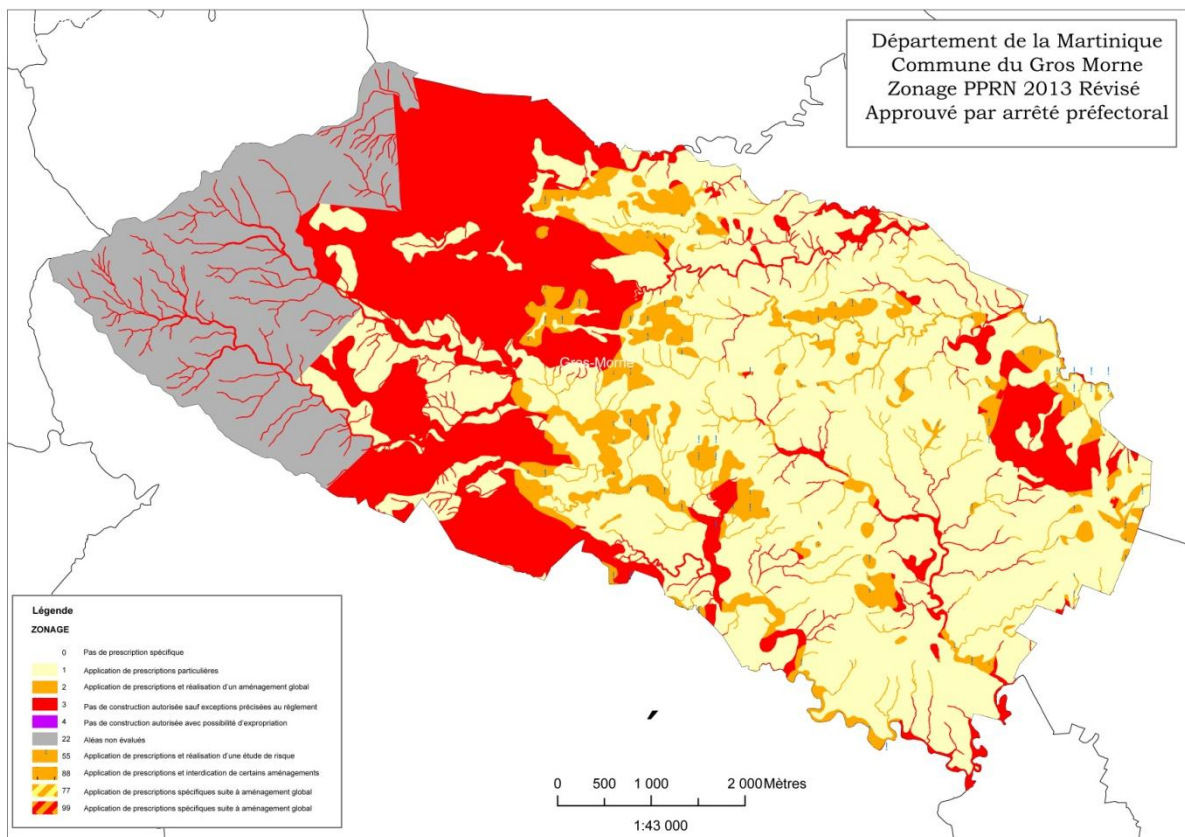 Département de la Martinique
Commune du Gros Morne
Zonage PPRN 2013 Révisé
Approuvé par arrêté préfectoral
Gros-Morne
Légende
ZONAGE
0 Pas de prescription spécifique
1 Application de prescriptions particulières
2 Application de prescriptions et réalisation d'un aménagement global
3 Pas de construction autorisée sauf exceptions précisées au règlement
4 Pas de construction autorisée avec possibilité d'expropriation
22 Aléas non évalués
55 Application de prescriptions et réalisation d'une étude de risque
88 Application de prescriptions et interdication de certains aménagements
77 Application de prescriptions spécifiques suite à aménagement global
99 Application de prescriptions spécifiques suite à aménagement global
0 500 1 000 2 000 Mètres
1:43 000